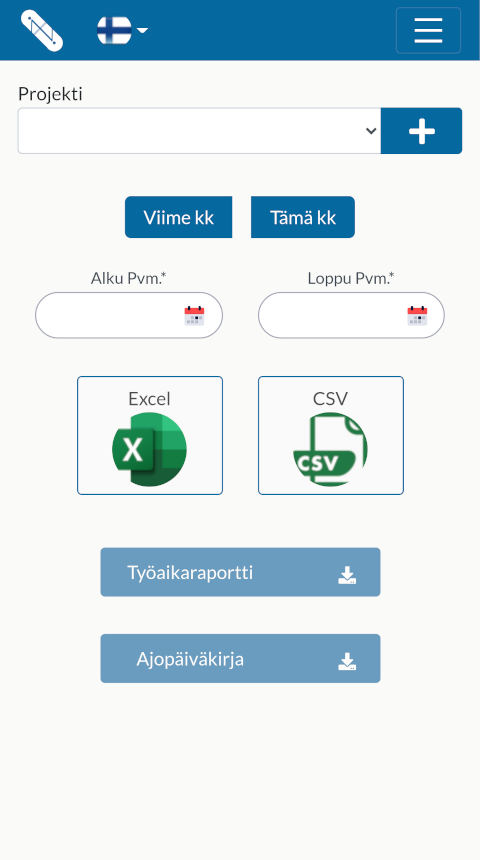 Projekti
Viime kk
Tämä kk
Alku Pvm.*
Loppu Pvm.*
Excel
CSV
X
CSV
Työaikaraportti
Ajopäiväkirja